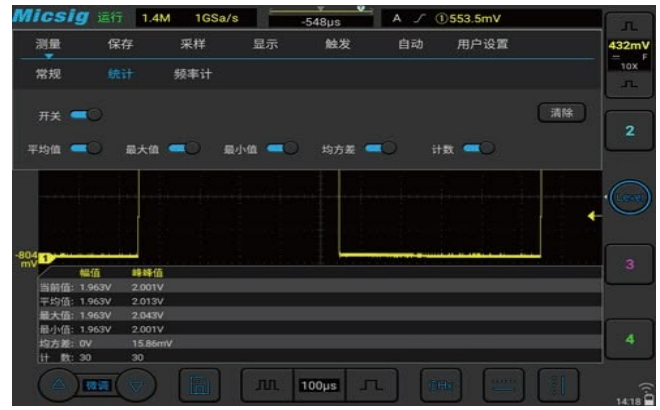 Micsig 运行 1.4M 1GSa/s -548μs A ①553.5mV
测量 保存 采样 显示 触发 自动 用户设置
432mV
F
10X
常规 统计 频率计
开关 清除
平均值 最大值 最小值 均方差 计数
2
Level
-804
mV
1
3
幅值 峰峰值
当前值: 1.963V 2.001V
平均值: 1.963V 2.013V
最大值: 1.963V 2.043V
最小值: 1.963V 2.001V
均方差: 0V 15.86mV
计 数: 30 30
4
微调 100μs
14:18